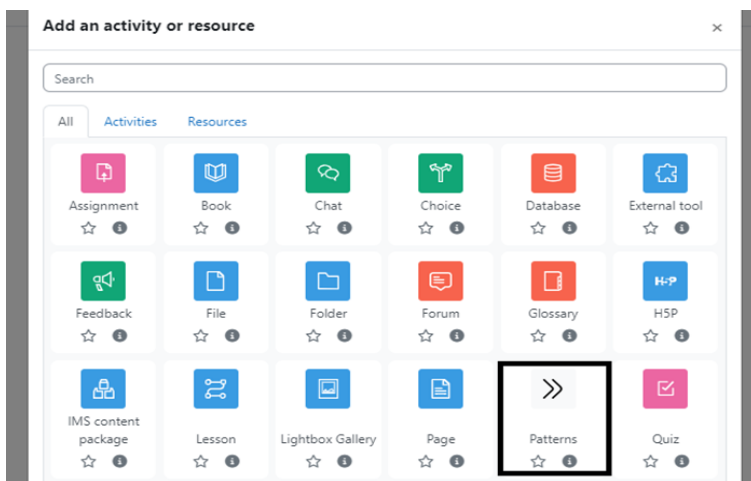 Add an activity or resource
Search
All Activities Resources
Assignment Book Chat Choice Database External tool
Feedback File Folder Forum Glossary H5P
H-P
IMS content
package Lesson Lightbox Gallery Page Patterns Quiz